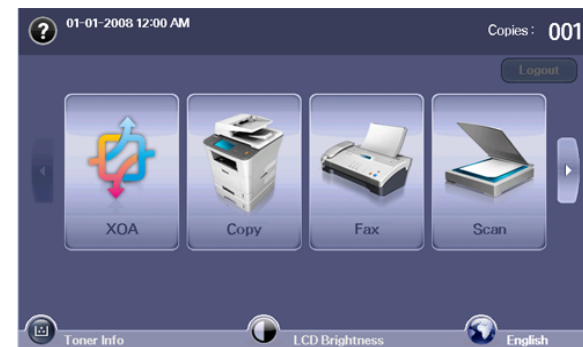 ? 01-01-2008 12:00 AM Copies : 001
Logout
XOA Copy Fax Scan
Toner Info LCD Brightness English